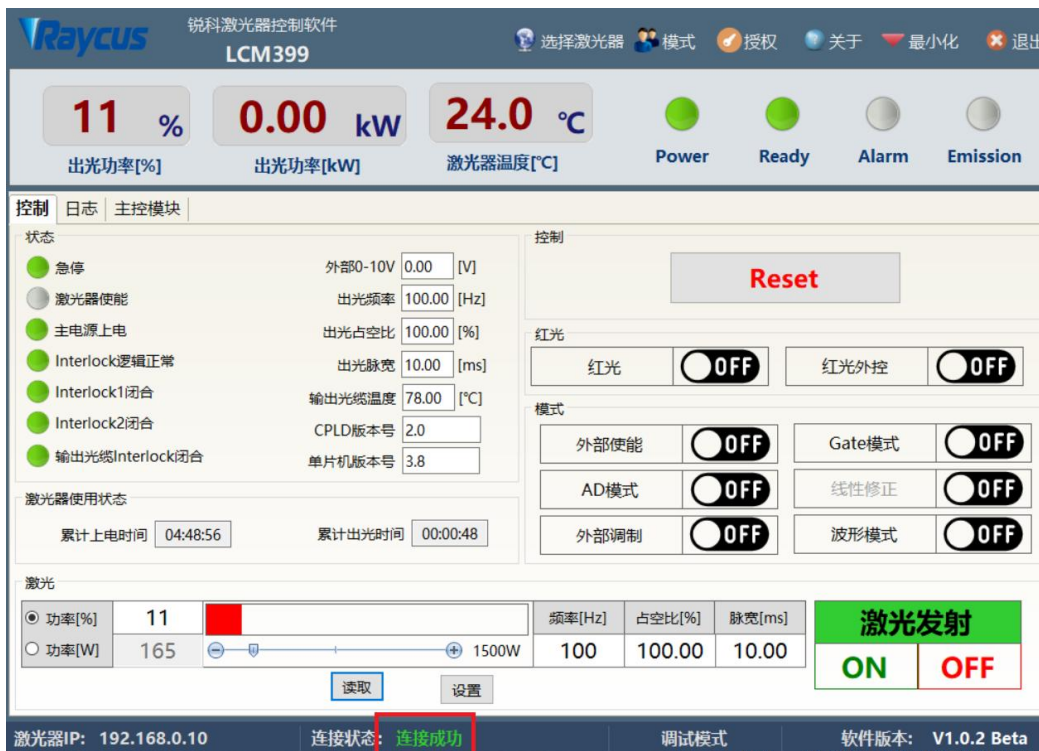 Raycus
锐科激光器控制软件
LCM399
选择激光器 模式 授权 关于 最小化 退出
11 %
出光功率[%]
0.00 kW
出光功率[kW]
24.0 ℃
激光器温度[℃]
Power Ready Alarm Emission
控制 日志 主控模块
状态
急停
激光器使能
主电源上电
Interlock逻辑正常
Interlock1闭合
Interlock2闭合
输出光缆Interlock闭合
外部0-10V 0.00 [V]
出光频率 100.00 [Hz]
出光占空比 100.00 [%]
出光脉宽 10.00 [ms]
输出光缆温度 78.00 [℃]
CPLD版本号 2.0
单片机版本号 3.8
激光器使用状态
累计上电时间 04:48:56 累计出光时间 00:00:48
控制
Reset
红光
红光 OFF 红光外控 OFF
模式
外部使能 OFF Gate模式 OFF
AD模式 OFF 线性修正 OFF
外部调制 OFF 波形模式 OFF
激光
功率[%] 11
功率[W] 165 1500W
读取 设置
频率[Hz] 占空比[%] 脉宽[ms]
100 100.00 10.00
激光发射
ON OFF
激光器IP: 192.168.0.10 连接状态: 连接成功 调试模式 软件版本: V1.0.2 Beta